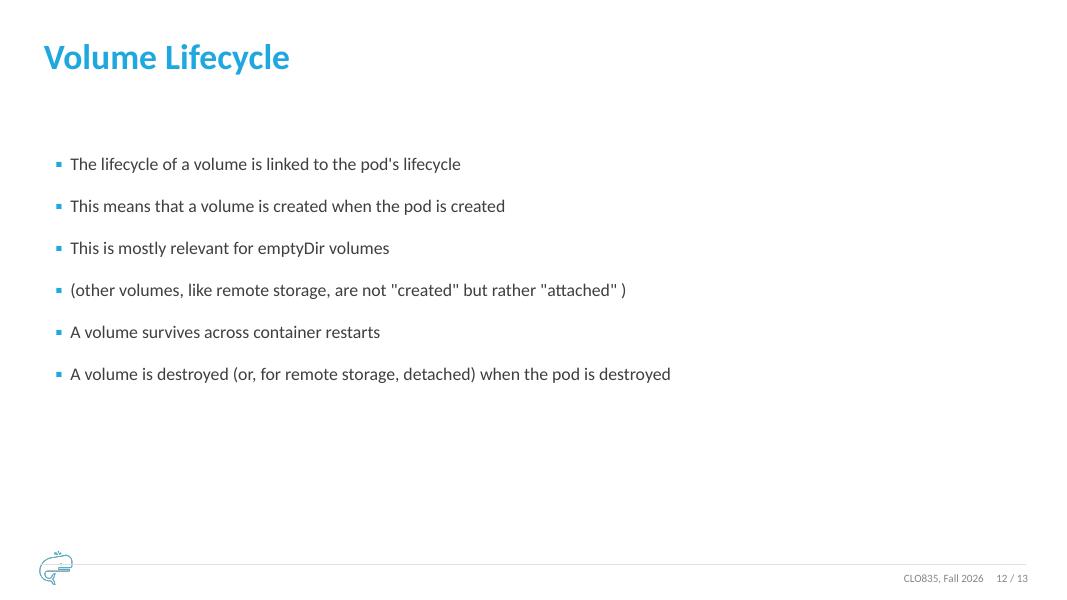 Volume Lifecycle
▪ The lifecycle of a volume is linked to the pod's lifecycle
▪ This means that a volume is created when the pod is created
▪ This is mostly relevant for emptyDir volumes
▪ (other volumes, like remote storage, are not "created" but rather "attached" )
▪ A volume survives across container restarts
▪ A volume is destroyed (or, for remote storage, detached) when the pod is destroyed
CLO835, Fall 2026 12 / 13